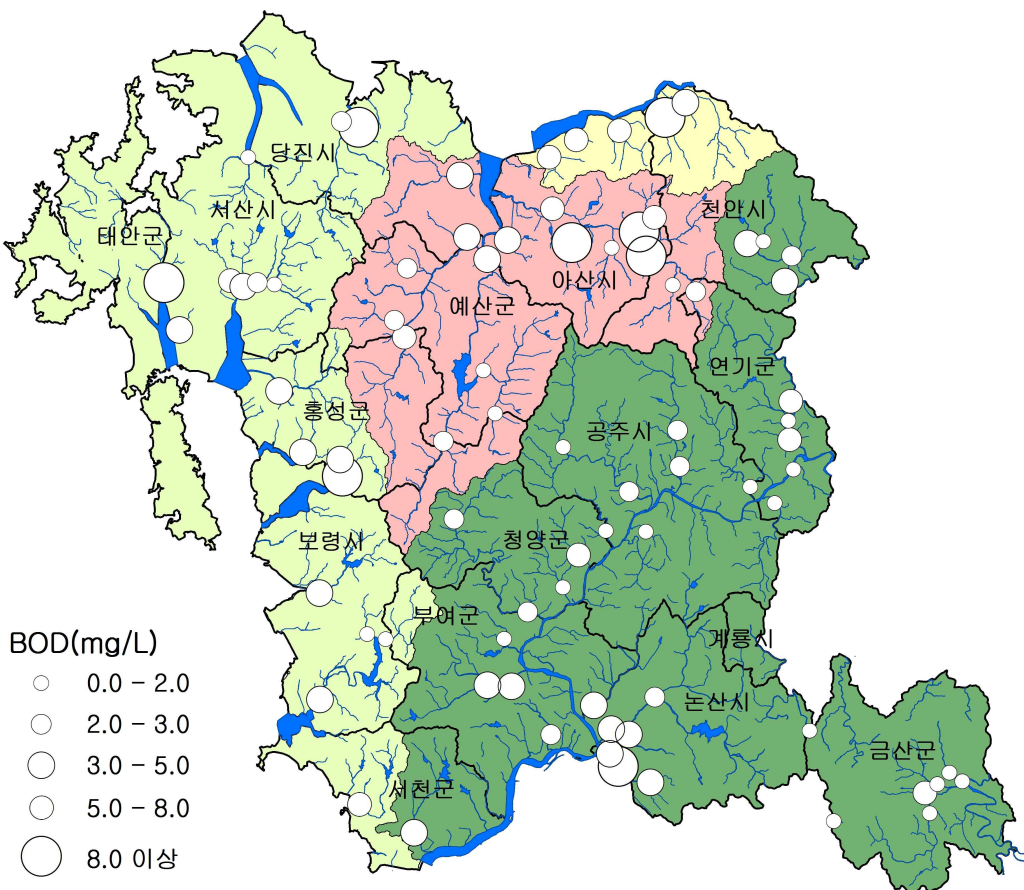 당진시
서산시
천안시
태안군
아산시
예산군
연기군
홍성군
공주시
보령시
청양군
부여군
계룡시
논산시
금산군
서천군
BOD(mg/L)
0.0 - 2.0
2.0 - 3.0
3.0 - 5.0
5.0 - 8.0
8.0 이상